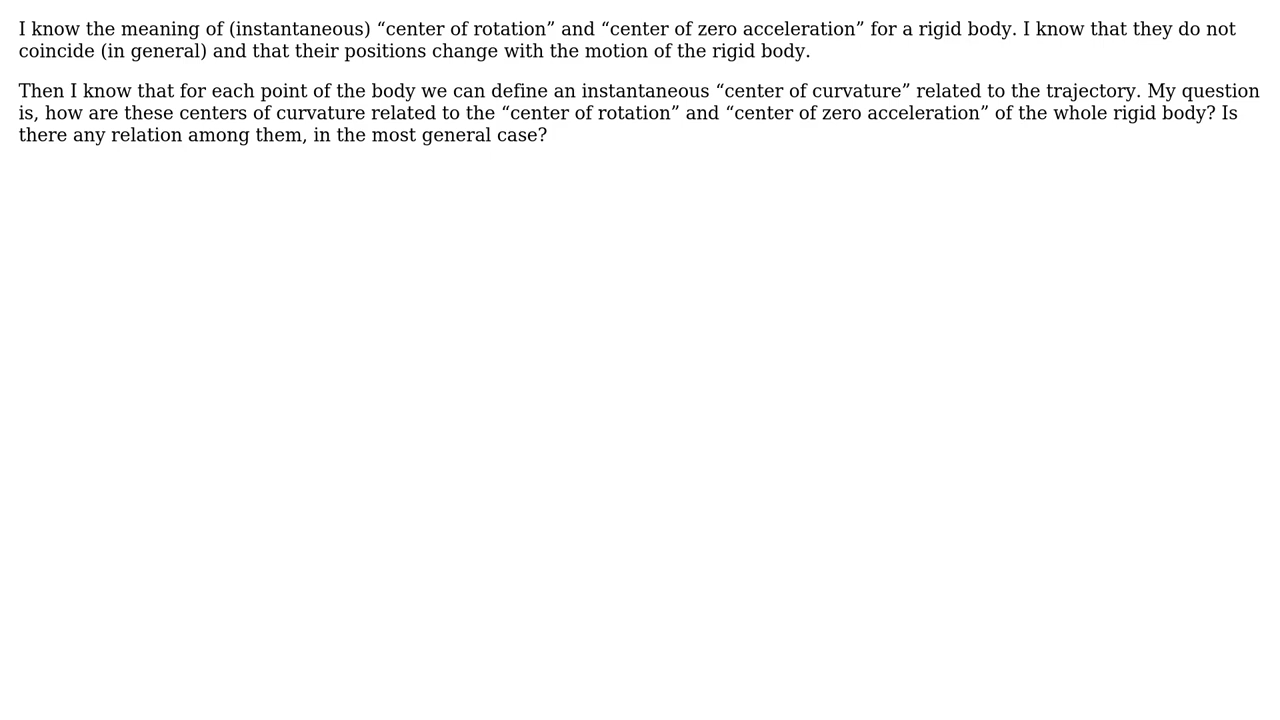 I know the meaning of (instantaneous) “center of rotation” and “center of zero acceleration” for a rigid body. I know that they do not
coincide (in general) and that their positions change with the motion of the rigid body.
Then I know that for each point of the body we can define an instantaneous “center of curvature” related to the trajectory. My question
is, how are these centers of curvature related to the “center of rotation” and “center of zero acceleration” of the whole rigid body? Is
there any relation among them, in the most general case?